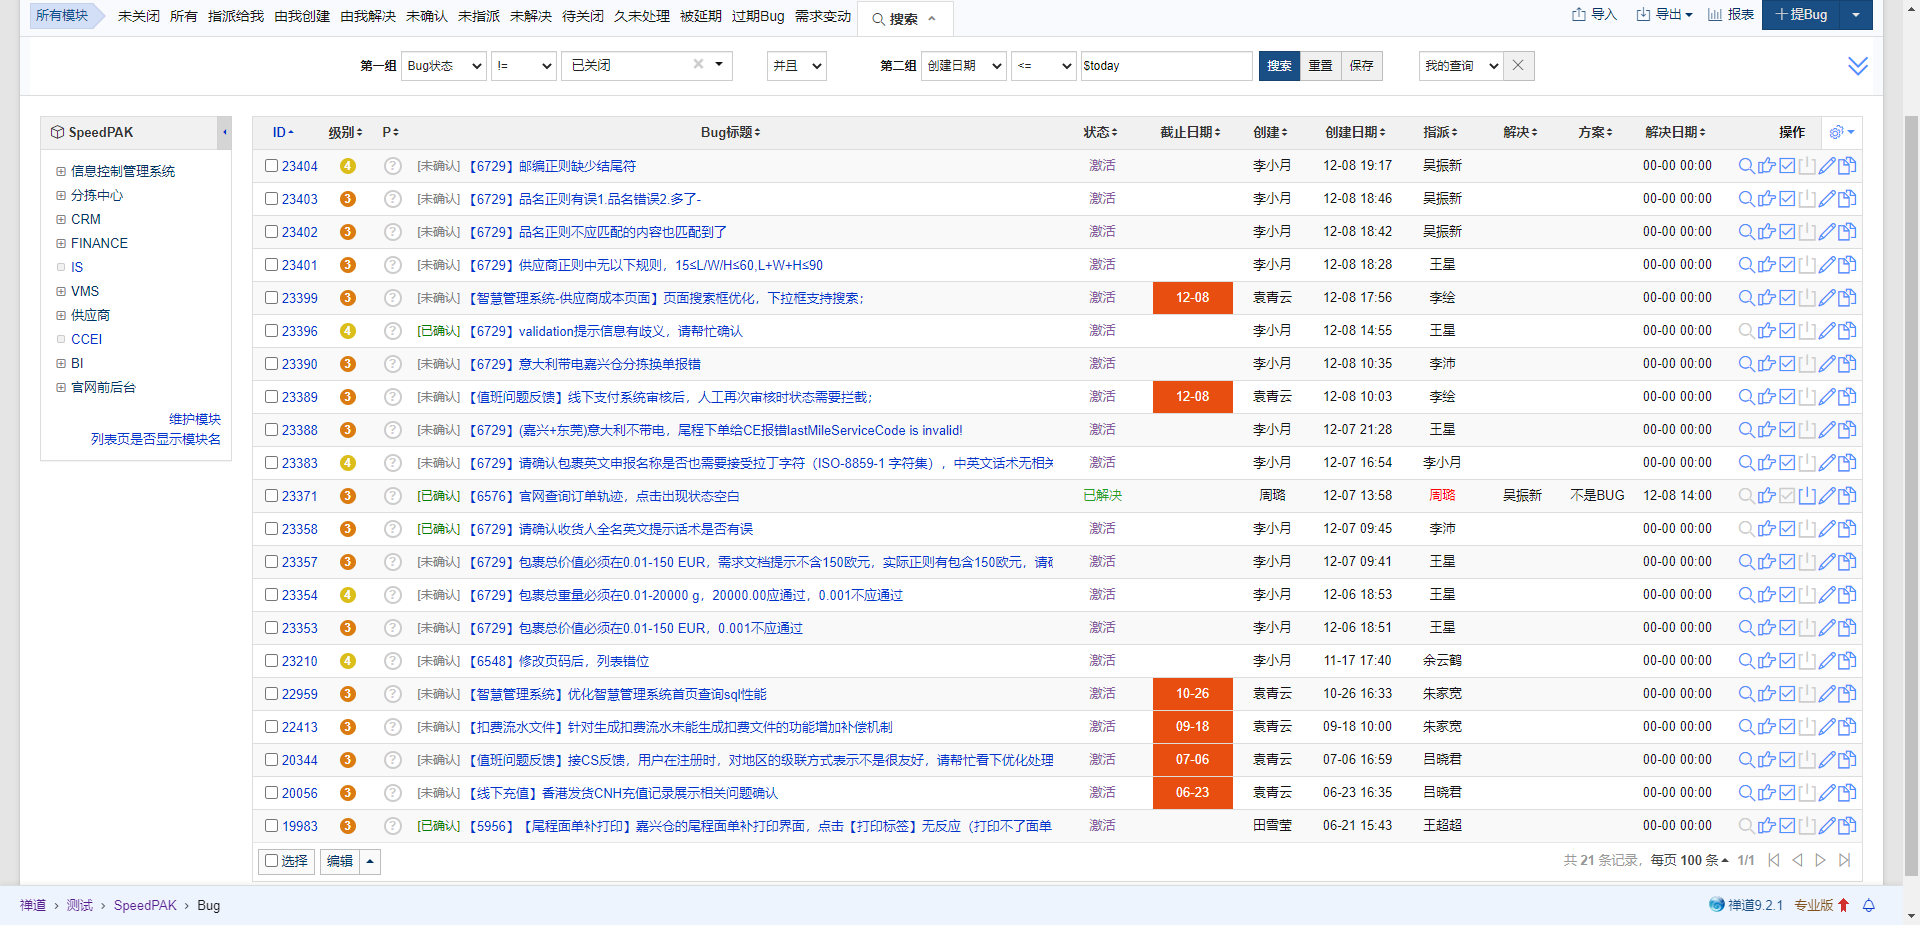 所有模块 未关闭 所有 指派给我 由我创建 由我解决 未确认 未指派 未解决 待关闭 久未处理 被延期 过期Bug 需求变动 搜索 导入 导出 报表 +提Bug
第一组 Bug状态 != 已关闭 并且 第二组 创建日期 <= $today 搜索 重置 保存 我的查询
SpeedPAK
信息控制管理系统
分拣中心
CRM
FINANCE
IS
VMS
供应商
CCEI
BI
官网前后台
维护模块
列表页是否显示模块名
ID 级别 P Bug标题 状态 截止日期 创建 创建日期 指派 解决 方案 解决日期 操作
23404 4 ? [未确认] 【6729】邮编正则缺少结尾符 激活 李小月 12-08 19:17 吴振新 00-00 00:00
23403 3 ? [未确认] 【6729】品名正则有误1.品名错误2.多了- 激活 李小月 12-08 18:46 吴振新 00-00 00:00
23402 3 ? [未确认] 【6729】品名正则不应匹配的内容也匹配到了 激活 李小月 12-08 18:42 吴振新 00-00 00:00
23401 3 ? [未确认] 【6729】供应商正则中无以下规则，15≤L/W/H≤60,L+W+H≤90 激活 李小月 12-08 18:28 王星 00-00 00:00
23399 3 ? [未确认] 【智慧管理系统-供应商成本页面】页面搜索框优化，下拉框支持搜索； 激活 12-08 袁青云 12-08 17:56 李绘 00-00 00:00
23396 4 ? [已确认] 【6729】validation提示信息有歧义，请帮忙确认 激活 李小月 12-08 14:55 王星 00-00 00:00
23390 3 ? [未确认] 【6729】意大利带电嘉兴仓分拣换单报错 激活 李小月 12-08 10:35 李沛 00-00 00:00
23389 3 ? [未确认] 【值班问题反馈】线下支付系统审核后，人工再次审核时状态需要拦截； 激活 12-08 袁青云 12-08 10:03 李绘 00-00 00:00
23388 3 ? [未确认] 【6729】(嘉兴+东莞)意大利不带电，尾程下单给CE报错lastMileServiceCode is invalid! 激活 李小月 12-07 21:28 王星 00-00 00:00
23383 4 ? [未确认] 【6729】请确认包裹英文申报名称是否也需要接受拉丁字符（ISO-8859-1 字符集），中英文话术无相关 激活 李小月 12-07 16:54 李小月 00-00 00:00
23371 3 ? [已确认] 【6576】官网查询订单轨迹，点击出现状态空白 已解决 周璐 12-07 13:58 周璐 吴振新 不是BUG 12-08 14:00
23358 3 ? [已确认] 【6729】请确认收货人全名英文提示话术是否有误 激活 李小月 12-07 09:45 李沛 00-00 00:00
23357 3 ? [未确认] 【6729】包裹总价值必须在0.01-150 EUR，需求文档提示不含150欧元，实际正则有包含150欧元，请确 激活 李小月 12-07 09:41 王星 00-00 00:00
23354 4 ? [未确认] 【6729】包裹总重量必须在0.01-20000 g，20000.00应通过，0.001不应通过 激活 李小月 12-06 18:53 王星 00-00 00:00
23353 3 ? [未确认] 【6729】包裹总价值必须在0.01-150 EUR，0.001不应通过 激活 李小月 12-06 18:51 王星 00-00 00:00
23210 4 ? [未确认] 【6548】修改页码后，列表错位 激活 李小月 11-17 17:40 余云鹤 00-00 00:00
22959 3 ? [未确认] 【智慧管理系统】优化智慧管理系统首页查询sql性能 激活 10-26 袁青云 10-26 16:33 朱家宽 00-00 00:00
22413 3 ? [未确认] 【扣费流水文件】针对生成扣费流水未能生成扣费文件的功能增加补偿机制 激活 09-18 袁青云 09-18 10:00 朱家宽 00-00 00:00
20344 3 ? [未确认] 【值班问题反馈】接CS反馈，用户在注册时，对地区的级联方式表示不是很友好，请帮忙看下优化处理 激活 07-06 袁青云 07-06 16:59 吕晓君 00-00 00:00
20056 3 ? [未确认] 【线下充值】香港发货CNH充值记录展示相关问题确认 激活 06-23 袁青云 06-23 16:35 吕晓君 00-00 00:00
19983 3 ? [已确认] 【5956】【尾程面单补打印】嘉兴仓的尾程面单补打印界面，点击【打印标签】无反应（打印不了面单 激活 田雪莹 06-21 15:43 王超超 00-00 00:00
选择 编辑 共 21 条记录，每页 100 条 1/1
禅道 › 测试 › SpeedPAK › Bug 禅道9.2.1 专业版